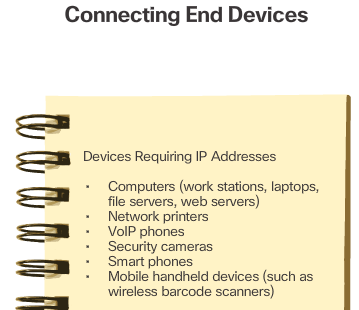 Connecting End Devices
Devices Requiring IP Addresses
▪ Computers (work stations, laptops,
file servers, web servers)
▪ Network printers
▪ VoIP phones
▪ Security cameras
▪ Smart phones
▪ Mobile handheld devices (such as
wireless barcode scanners)